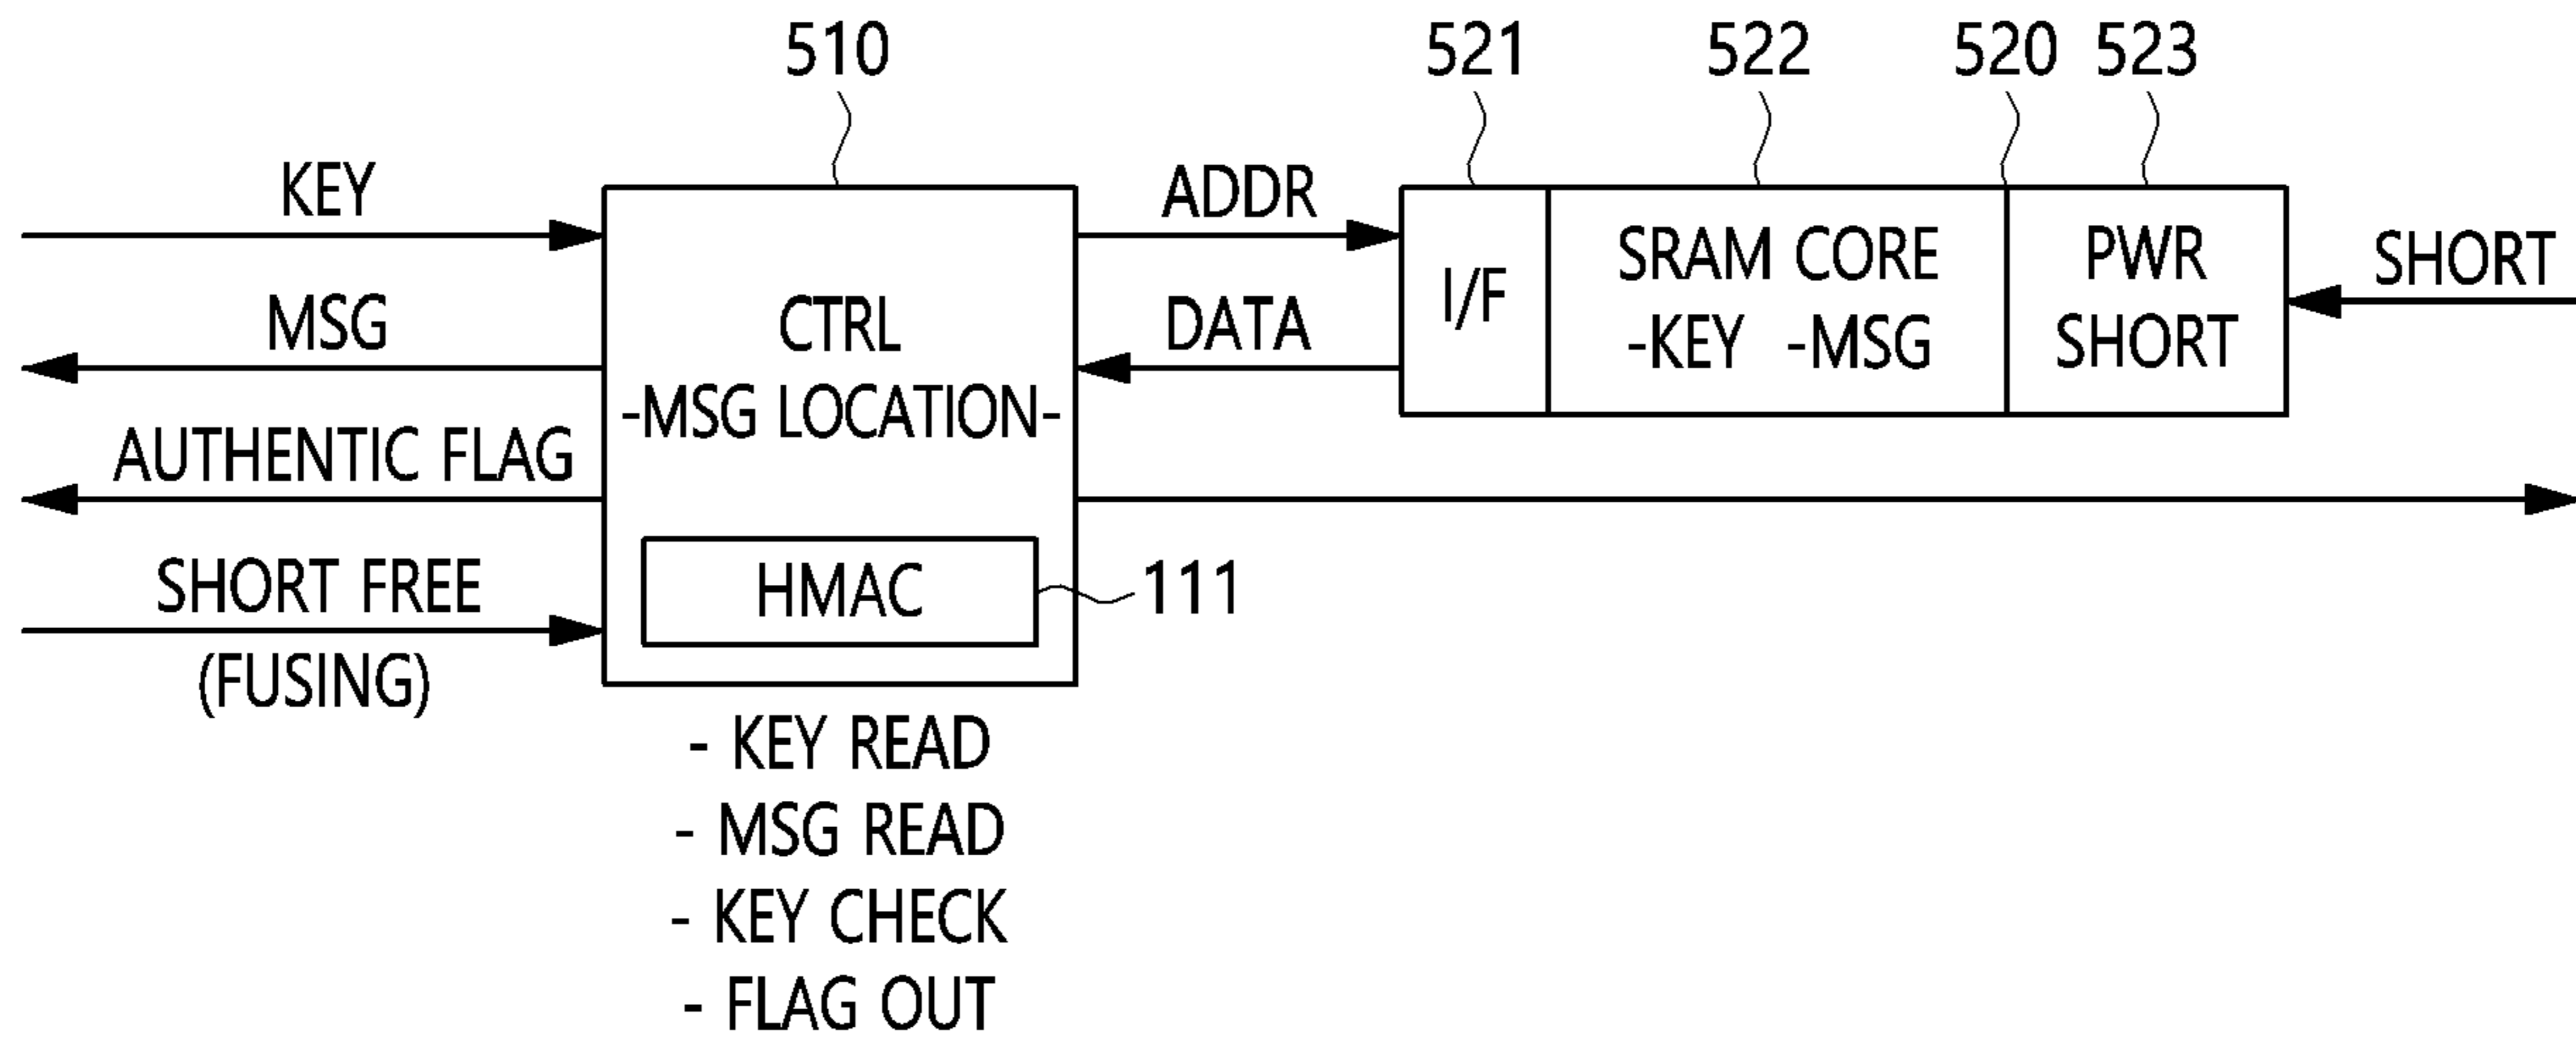 510
521
522
520
523
KEY
MSG
AUTHENTIC FLAG
SHORT FREE
(FUSING)
CTRL
-MSG LOCATION-
HMAC
111
ADDR
DATA
I/F
SRAM CORE
-KEY -MSG
PWR
SHORT
SHORT
- KEY READ
- MSG READ
- KEY CHECK
- FLAG OUT